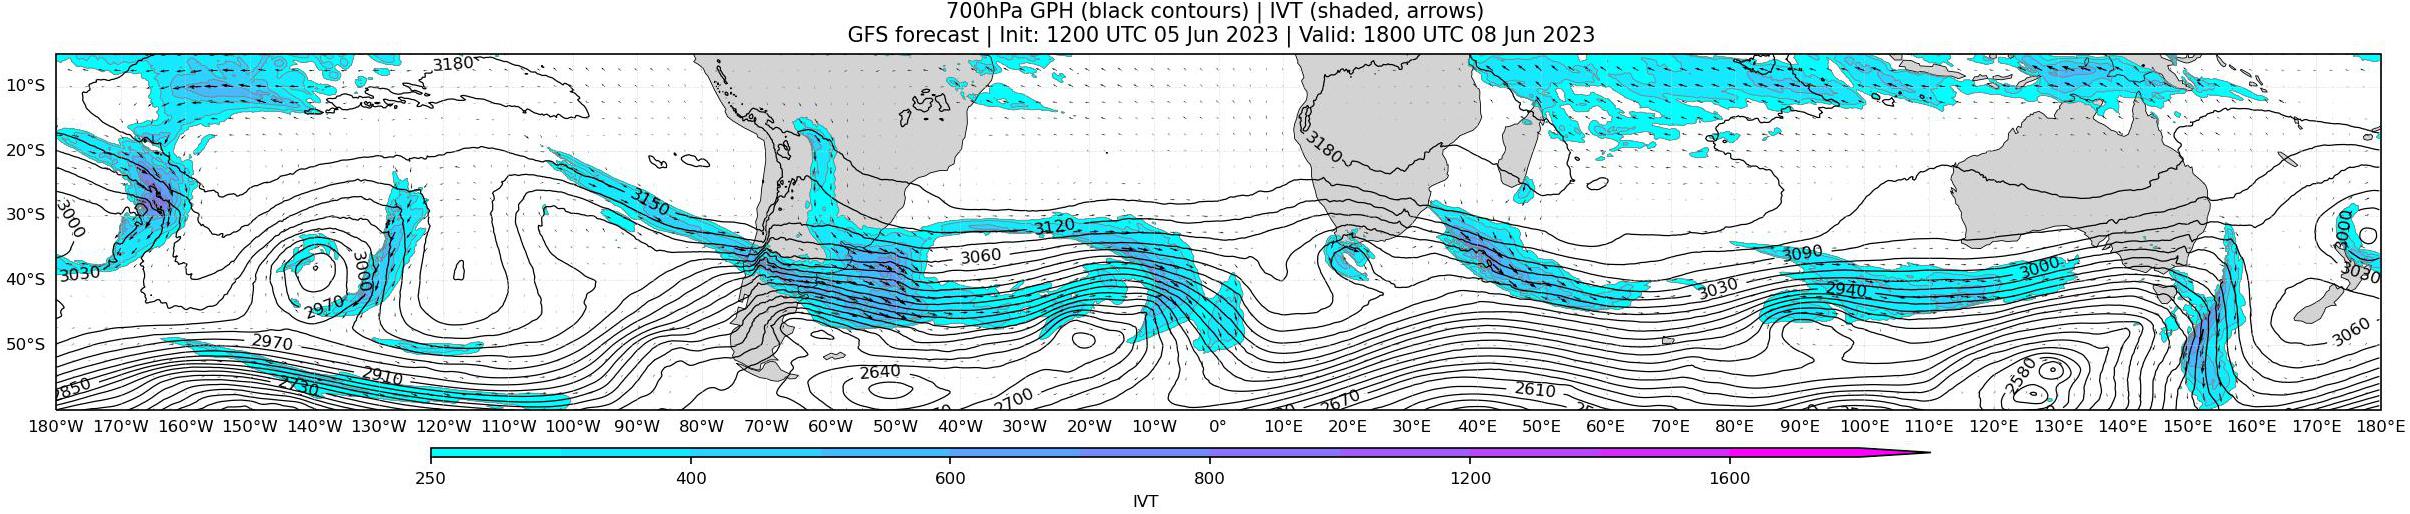 700hPa GPH (black contours) | IVT (shaded, arrows)
GFS forecast | Init: 1200 UTC 05 Jun 2023 | Valid: 1800 UTC 08 Jun 2023
3180
10°S
3180
20°S
3150
3000
30°S
3120
3060
3000
3090
3000
3030
3000
3030
40°S
2970
3030
2940
2970
50°S
3060
2910
2730
2850
2640
2700
2670
2610
2580
180°W 170°W 160°W 150°W 140°W 130°W 120°W 110°W 100°W 90°W 80°W 70°W 60°W 50°W 40°W 30°W 20°W 10°W 0° 10°E 20°E 30°E 40°E 50°E 60°E 70°E 80°E 90°E 100°E 110°E 120°E 130°E 140°E 150°E 160°E 170°E 180°E
250 400 600 800 1200 1600
IVT